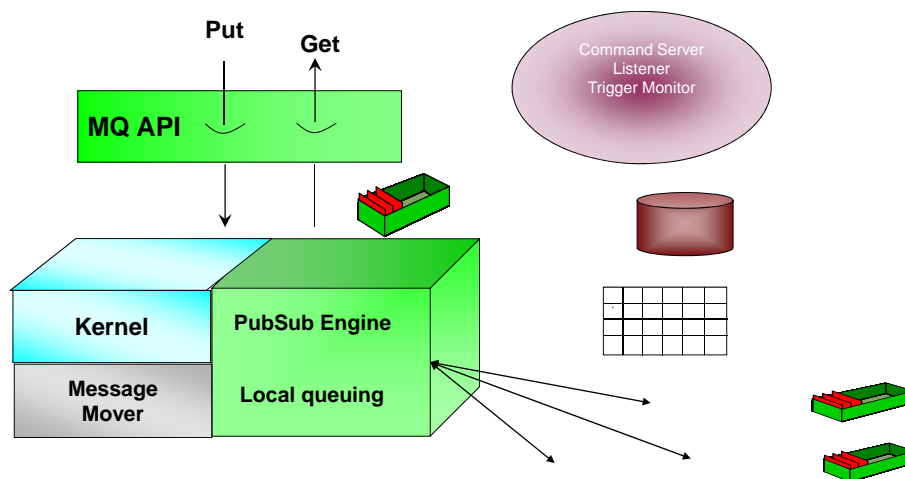 Put
Get
Command Server
Listener
Trigger Monitor
MQ API
Kernel
PubSub Engine
Message
Mover
Local queuing